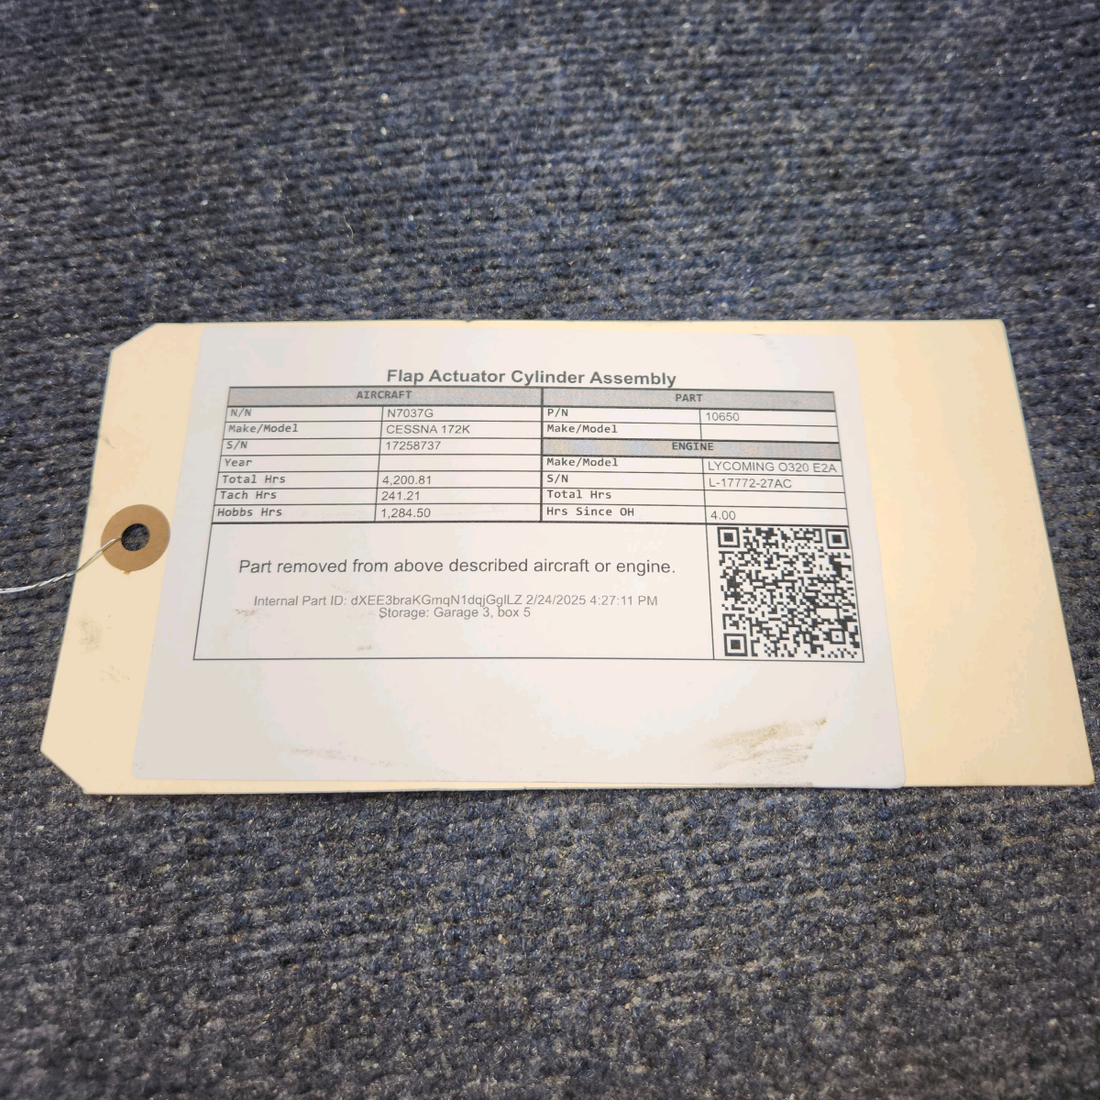 Flap Actuator Cylinder Assembly
AIRCRAFT PART
N/N N7037G P/N 10650
Make/Model CESSNA 172K Make/Model
S/N 17258737 ENGINE
Year Make/Model LYCOMING O320 E2A
Total Hrs 4,200.81 S/N L-17772-27AC
Tach Hrs 241.21 Total Hrs
Hobbs Hrs 1,284.50 Hrs Since OH 4.00
Part removed from above described aircraft or engine.
Internal Part ID: dXEE3braKGmqN1dqjGgILZ 2/24/2025 4:27:11 PM
Storage: Garage 3, box 5